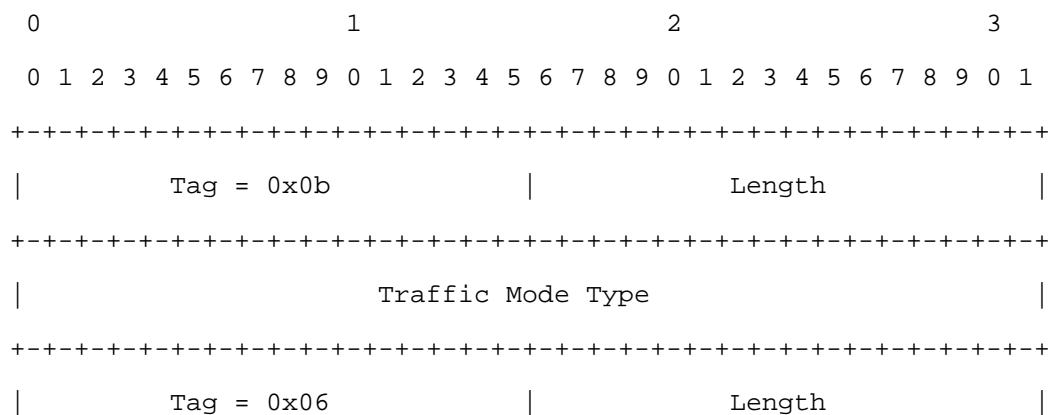 0                   1                   2                   3
0 1 2 3 4 5 6 7 8 9 0 1 2 3 4 5 6 7 8 9 0 1 2 3 4 5 6 7 8 9 0 1
+-+-+-+-+-+-+-+-+-+-+-+-+-+-+-+-+-+-+-+-+-+-+-+-+-+-+-+-+-+-+-+-+
|         Tag = 0x0b            |            Length             |
+-+-+-+-+-+-+-+-+-+-+-+-+-+-+-+-+-+-+-+-+-+-+-+-+-+-+-+-+-+-+-+-+
|                      Traffic Mode Type                        |
+-+-+-+-+-+-+-+-+-+-+-+-+-+-+-+-+-+-+-+-+-+-+-+-+-+-+-+-+-+-+-+-+
|         Tag = 0x06            |            Length             |